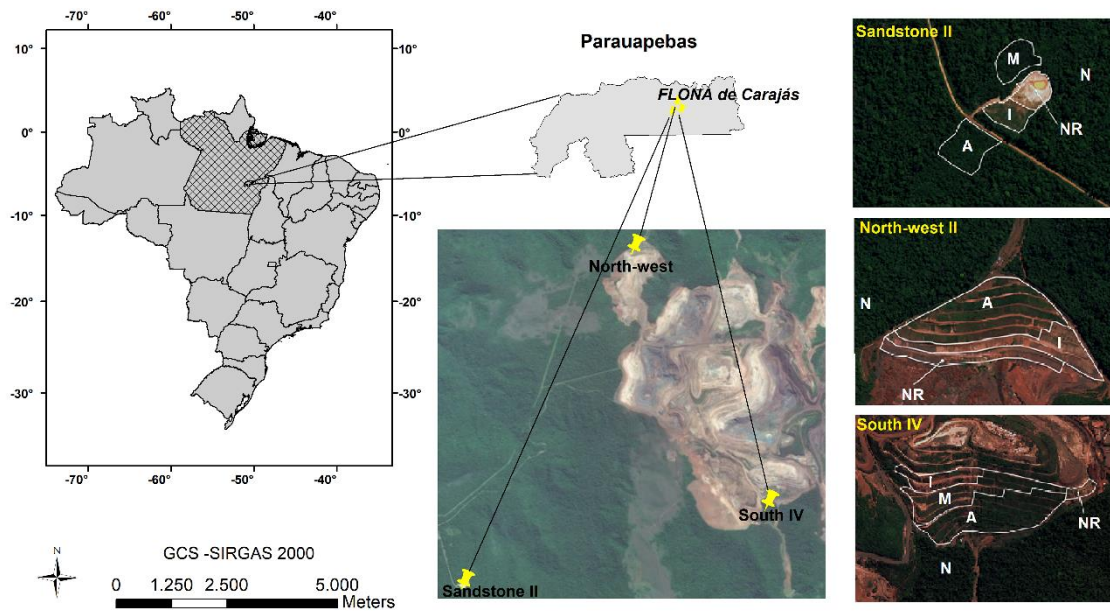 -70° -60° -50° -40°
10° 10°
0° 0°
-10° -10°
-20° -20°
-30° -30°
-70° -60° -50° -40°
N
GCS -SIRGAS 2000
0 1.250 2.500 5.000
Meters
Parauapebas
FLONA de Carajás
North-west
South IV
Sandstone II
Sandstone II
M
N
I
NR
A
North-west II
N
A
I
NR
South IV
I
M
A
NR
N